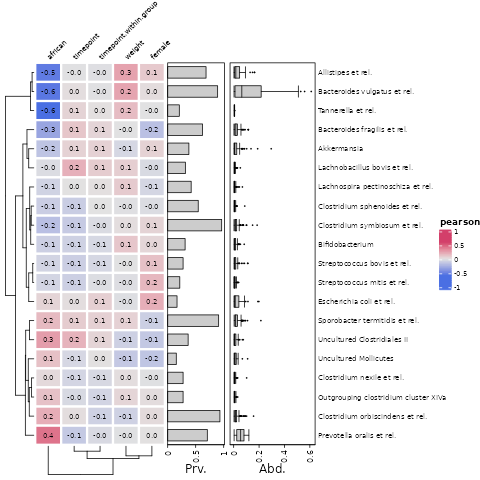 african timepoint timepoint.within.group weight female
-0.5 -0.0 -0.0 0.3 0.1 Allistipes et rel.
-0.6 0.0 -0.0 0.2 0.0 Bacteroides vulgatus et rel.
-0.6 0.1 0.0 0.2 -0.0 Tannerella et rel.
-0.3 0.1 0.1 -0.0 -0.2 Bacteroides fragilis et rel.
-0.2 0.1 0.1 -0.1 0.1 Akkermansia
-0.0 0.2 0.1 0.1 -0.0 Lachnobacillus bovis et rel.
-0.1 0.0 0.0 0.1 -0.1 Lachnospira pectinoschiza et rel.
-0.1 -0.1 0.0 -0.0 -0.0 Clostridium sphenoides et rel.
-0.2 -0.1 -0.0 0.0 0.1 Clostridium symbiosum et rel.
-0.1 -0.1 -0.1 0.1 0.0 Bifidobacterium
-0.1 -0.1 -0.1 -0.0 0.1 Streptococcus bovis et rel.
-0.1 -0.1 -0.0 -0.0 0.2 Streptococcus mitis et rel.
0.1 0.0 0.1 -0.0 0.2 Escherichia coli et rel.
0.2 0.1 0.1 0.1 -0.1 Sporobacter termitidis et rel.
0.3 0.2 0.1 -0.1 -0.1 Uncultured Clostridiales II
0.1 -0.1 0.0 -0.1 -0.2 Uncultured Mollicutes
0.0 -0.1 -0.1 0.0 -0.0 Clostridium nexile et rel.
0.1 -0.0 -0.1 0.1 0.0 Outgrouping clostridium cluster XIVa
0.2 0.0 -0.1 -0.1 0.0 Clostridium orbiscindens et rel.
0.4 -0.1 -0.0 -0.0 0.0 Prevotella oralis et rel.
0 0.5 1 0 0.2 0.4 0.6
Prv. Abd.
pearson
1
0.5
0
-0.5
-1